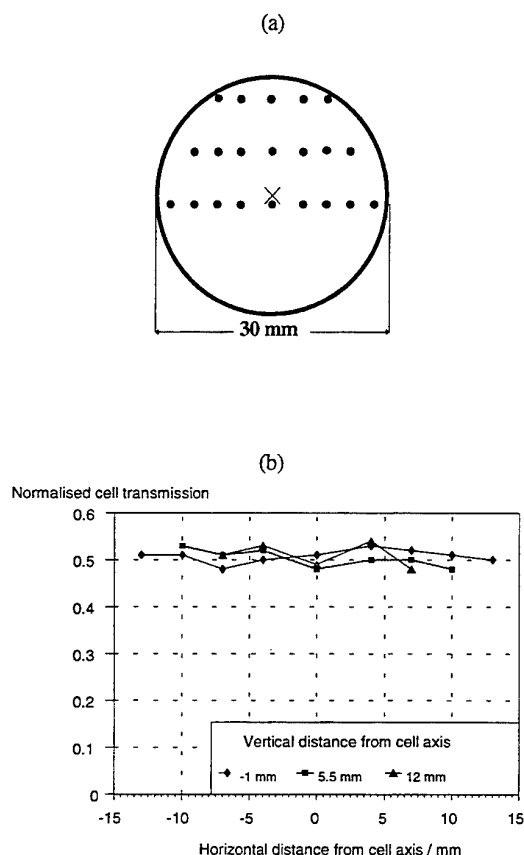 (a)
30 mm
(b)
Normalised cell transmission
0.6
0.5
0.4
0.3
0.2
0.1
0
Vertical distance from cell axis
-1 mm 5.5 mm 12 mm
-15 -10 -5 0 5 10 15
Horizontal distance from cell axis / mm